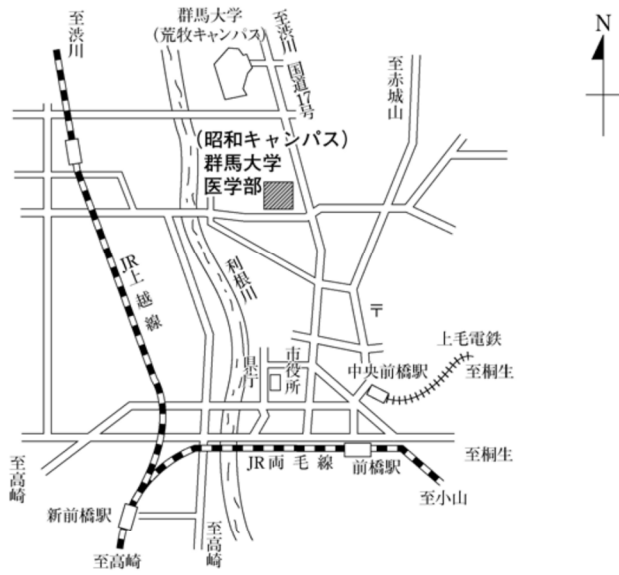 群馬大学
(荒牧キャンパス)
至渋川
至渋川
国道17号
至赤城山
N
(昭和キャンパス)
群馬大学
医学部
JR上越線
利根川
〒
上毛電鉄
至桐生
中央前橋駅
市役所
県庁
至高崎
JR両毛線
前橋駅
至桐生
至小山
新前橋駅
至高崎
至高崎